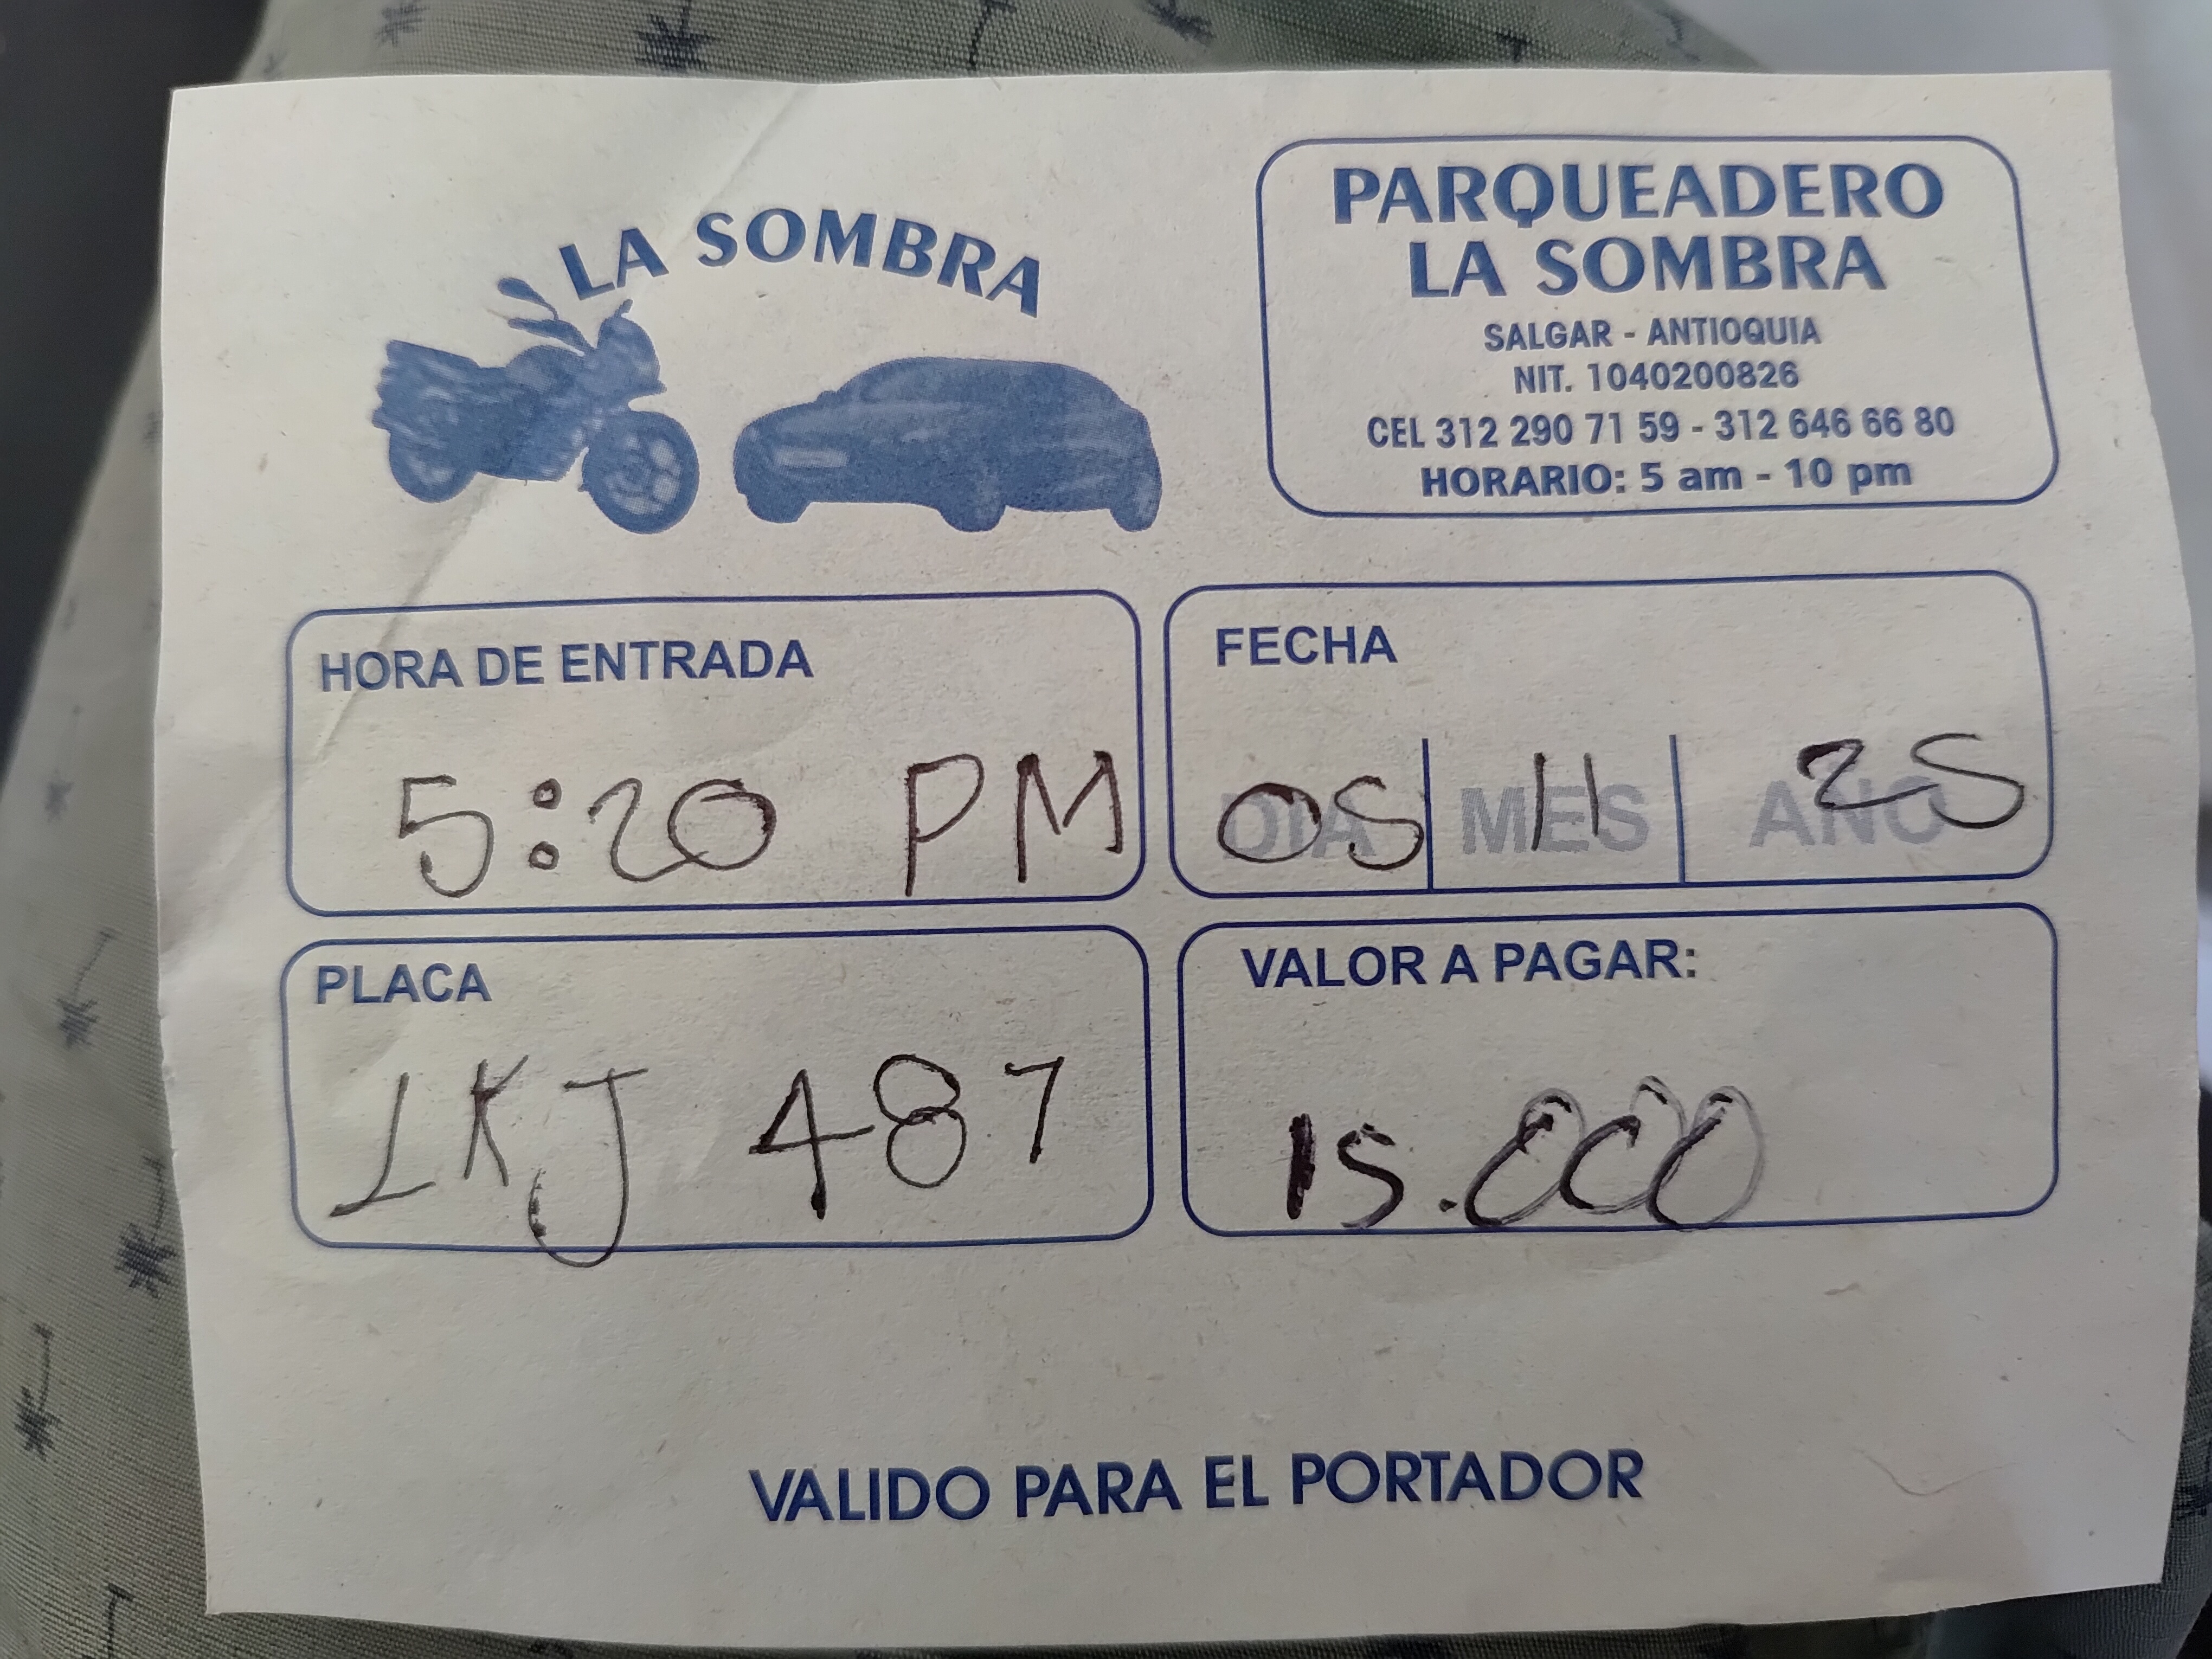 LA SOMBRA
PARQUEADERO
LA SOMBRA
SALGAR - ANTIOQUIA
NIT. 1040200826
CEL 312 290 71 59 - 312 646 66 80
HORARIO: 5 am - 10 pm
HORA DE ENTRADA
5:20 PM
FECHA
DIA MES AÑO
05 11 25
PLACA
LKJ 487
VALOR A PAGAR:
15.000
VALIDO PARA EL PORTADOR